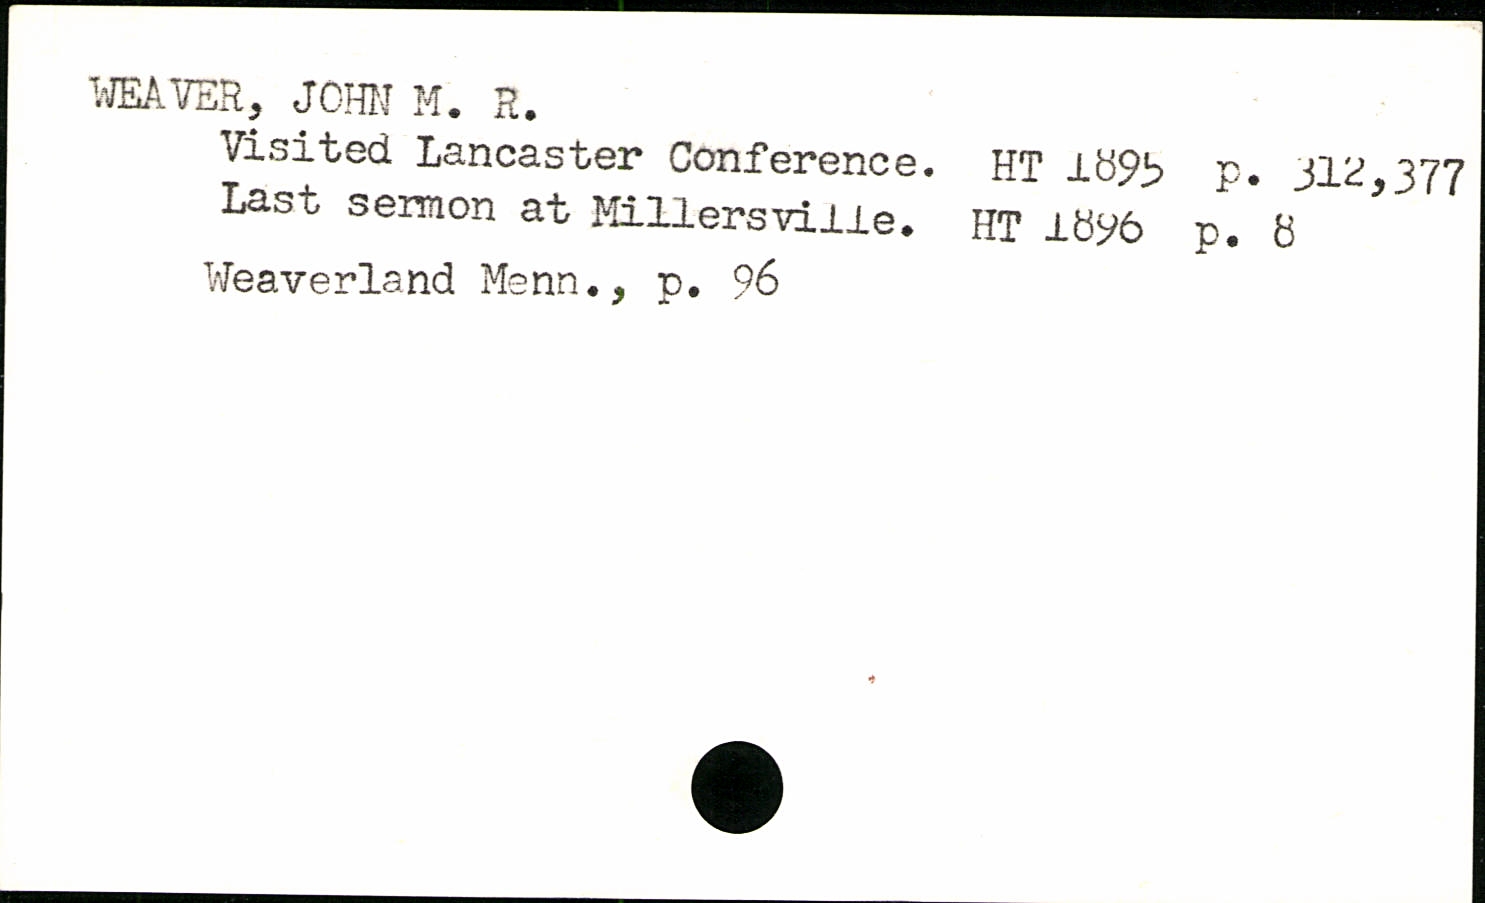 WEAVER, JOHN M. R.
Visited Lancaster Conference. HT 1895 p. 312,377
Last sermon at Millersville. HT 1896 p. 8
Weaverland Menn., p. 96